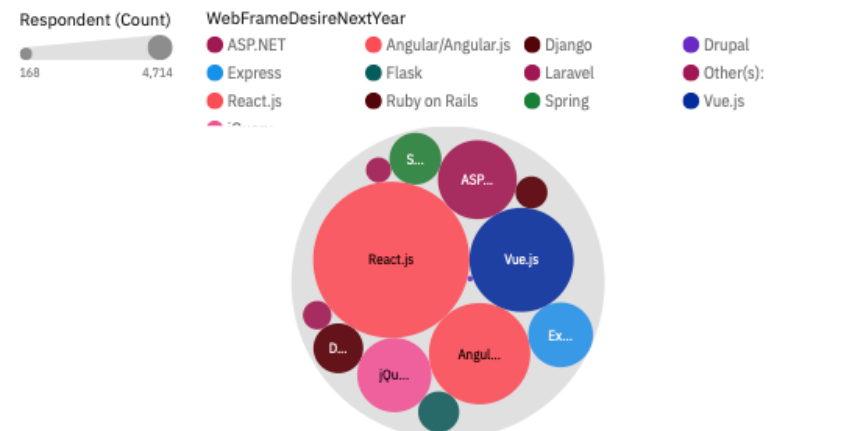 Respondent (Count)
168 4,714
WebFrameDesireNextYear
ASP.NET Angular/Angular.js Django Drupal
Express Flask Laravel Other(s):
React.js Ruby on Rails Spring Vue.js
S...
ASP...
React.js
Vue.js
Ex...
D...
Angul...
jQu...